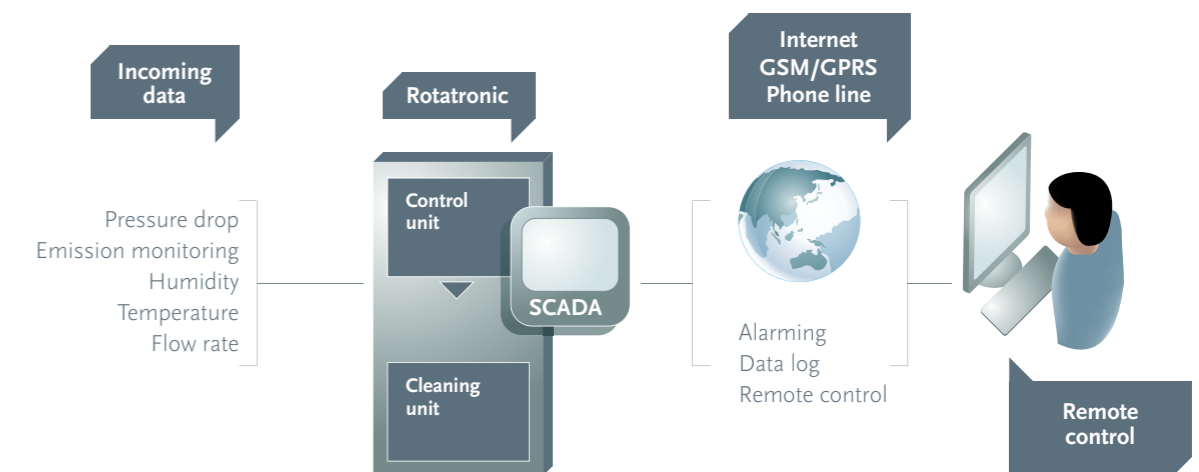 Incoming
data
Pressure drop
Emission monitoring
Humidity
Temperature
Flow rate
Rotatronic
Control
unit
SCADA
Cleaning
unit
Internet
GSM/GPRS
Phone line
Alarming
Data log
Remote control
Remote
control